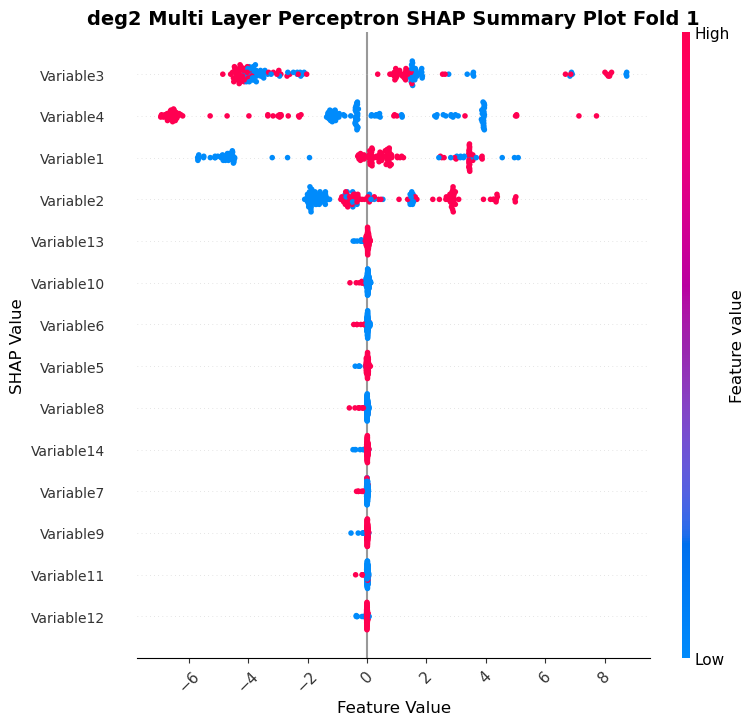 deg2 Multi Layer Perceptron SHAP Summary Plot Fold 1
High
Variable3
Variable4
Variable1
Variable2
Variable13
Variable10
Variable6
Variable5
Variable8
Variable14
Variable7
Variable9
Variable11
Variable12
SHAP Value
Feature value
Low
−6
−4
−2
0
2
4
6
8
Feature Value